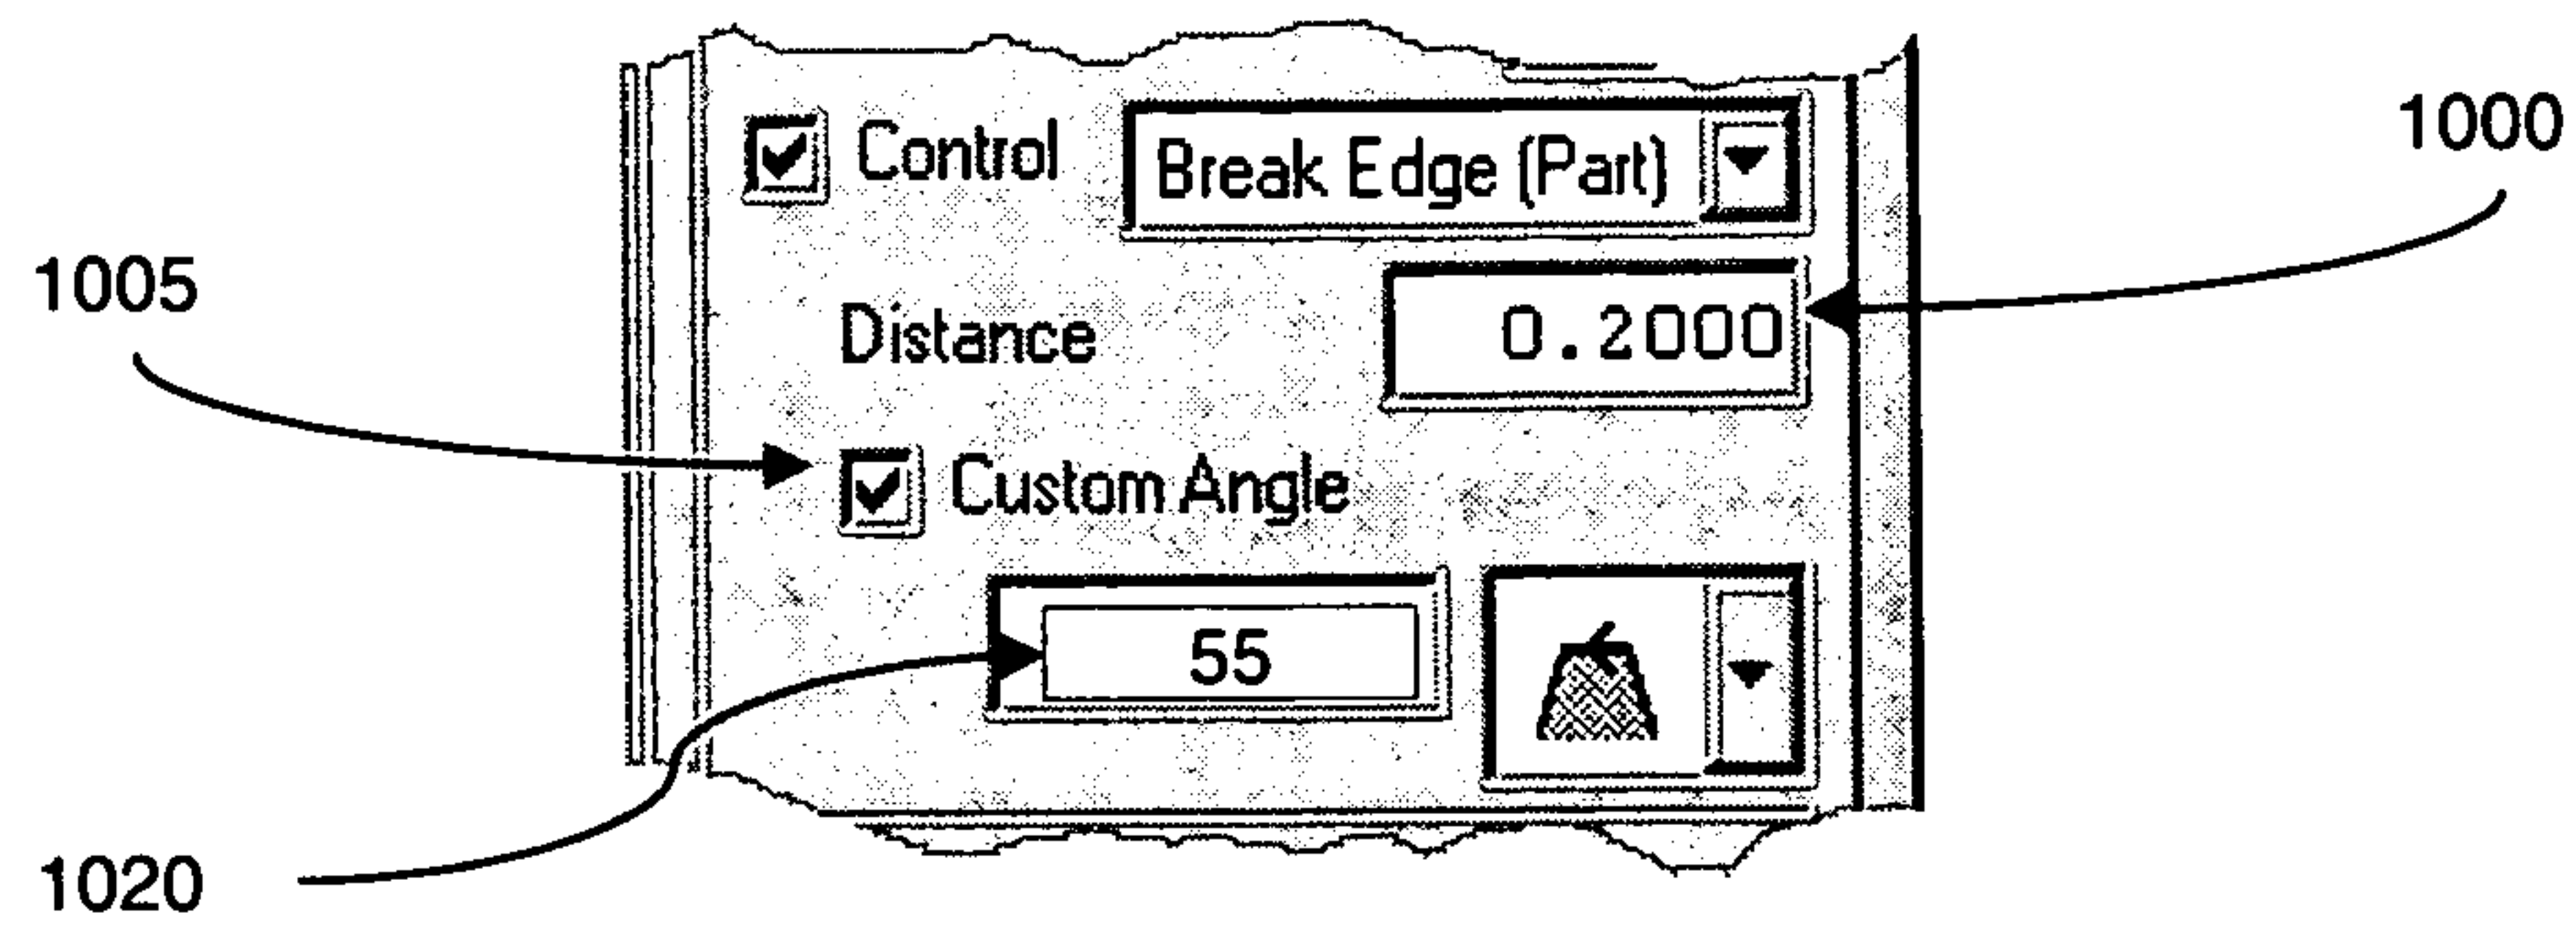 1000
Control Break Edge (Part)
1005
Distance 0.2000
Custom Angle
55
1020